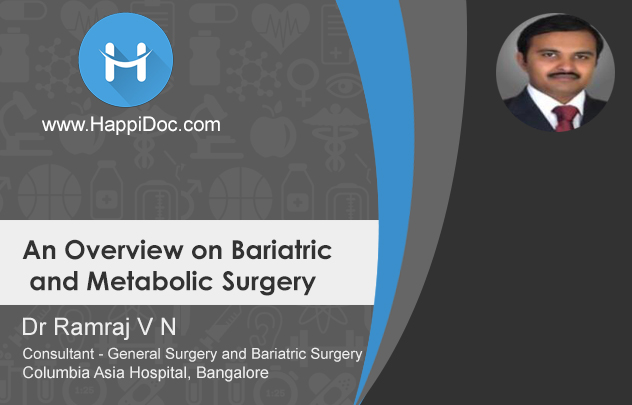 www.HappiDoc.com
An Overview on Bariatric
and Metabolic Surgery
Dr Ramraj V N
Consultant - General Surgery and Bariatric Surgery
Columbia Asia Hospital, Bangalore